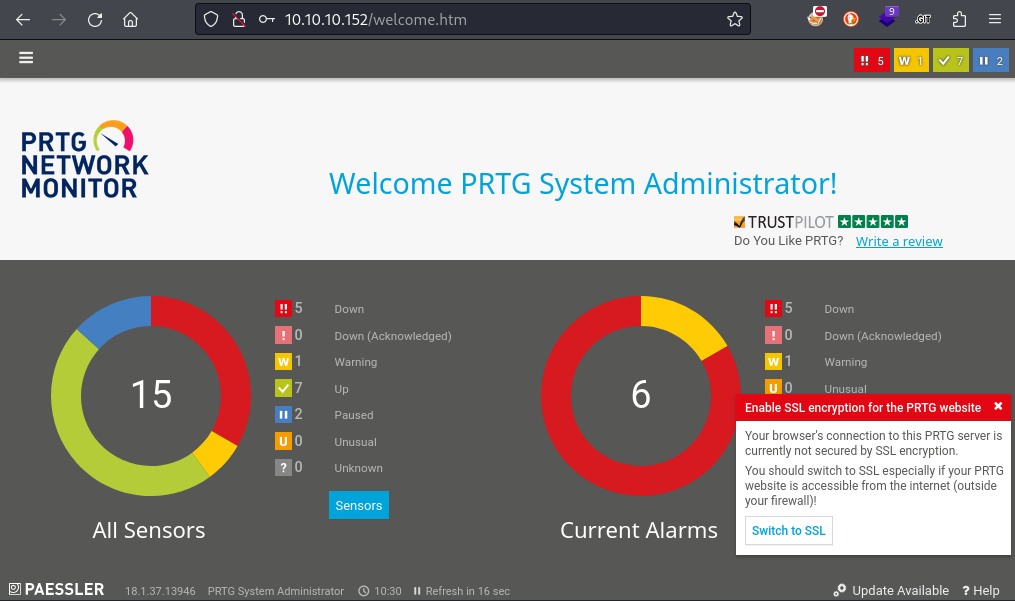 10.10.10.152/welcome.htm
9
.GIT
!! 5
W 1
7
2
PRTG
NETWORK
MONITOR
Welcome PRTG System Administrator!
TRUSTPILOT
Do You Like PRTG? Write a review
15
!! 5 Down
! 0 Down (Acknowledged)
W 1 Warning
7 Up
2 Paused
U 0 Unusual
? 0 Unknown
Sensors
All Sensors
6
!! 5 Down
! 0 Down (Acknowledged)
W 1 Warning
U 0 Unusual
Current Alarms
Enable SSL encryption for the PRTG website
Your browser's connection to this PRTG server is
currently not secured by SSL encryption.
You should switch to SSL especially if your PRTG
website is accessible from the internet (outside
your firewall)!
Switch to SSL
PAESSLER 18.1.37.13946 PRTG System Administrator 10:30 Refresh in 16 sec Update Available ? Help